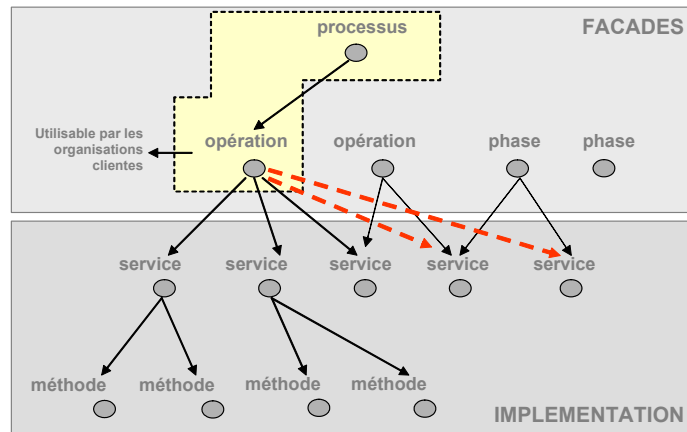 processus
FACADES
Utilisable par les
organisations
clientes
opération
opération
phase
phase
service
service
service
service
service
méthode
méthode
méthode
méthode
IMPLEMENTATION